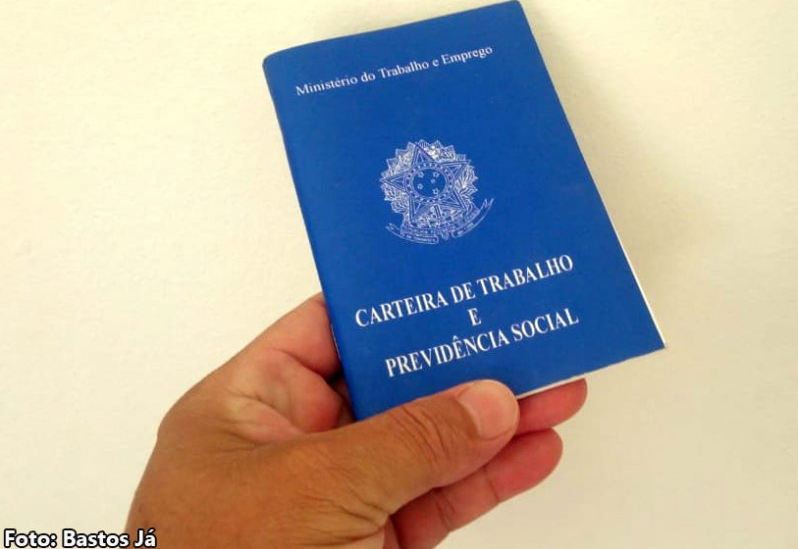 Ministério do Trabalho e Emprego
CARTEIRA DE TRABALHO
E
PREVIDÊNCIA SOCIAL
Foto: Bastos Já